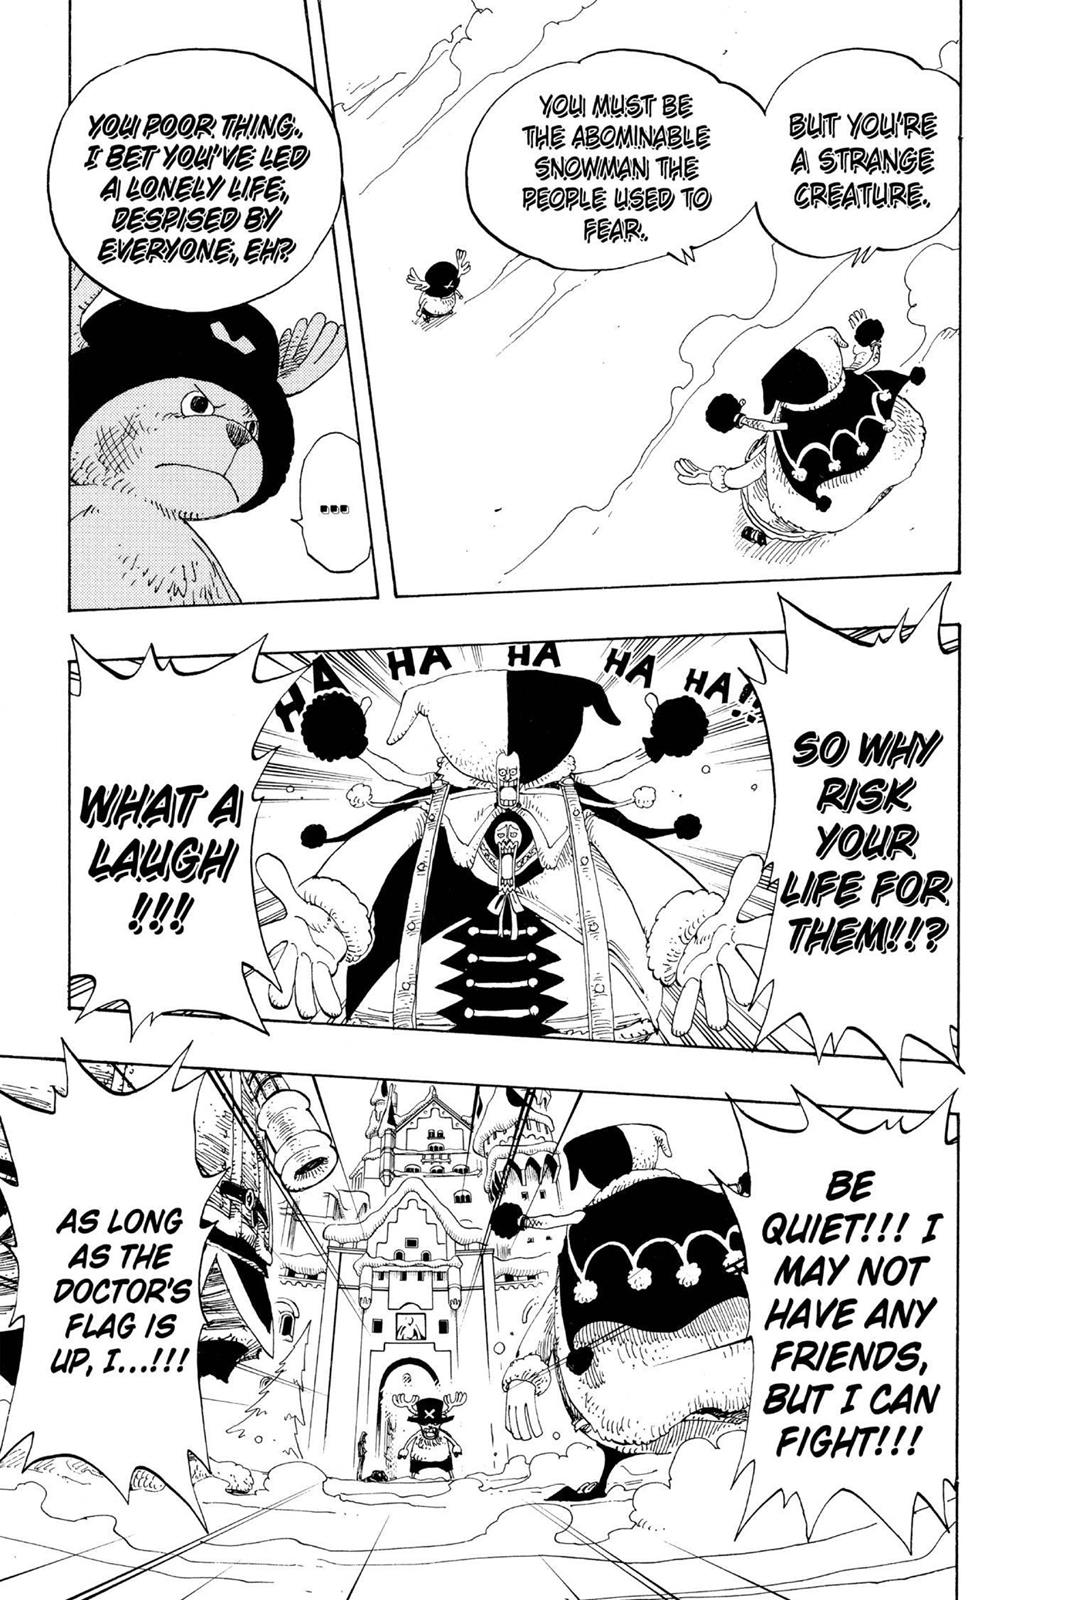 BUT YOU'RE
A STRANGE
CREATURE.
YOU MUST BE
THE ABOMINABLE
SNOWMAN THE
PEOPLE USED TO
FEAR.
YOU POOR THING.
I BET YOU'VE LED
A LONELY LIFE,
DESPISED BY
EVERYONE, EH?
...
SO WHY
RISK
YOUR
LIFE FOR
THEM!!?
HA HA HA HA HA!!
WHAT A
LAUGH
!!!
BE
QUIET!!! I
MAY NOT
HAVE ANY
FRIENDS,
BUT I CAN
FIGHT!!!
AS LONG
AS THE
DOCTOR'S
FLAG IS
UP, I...!!!